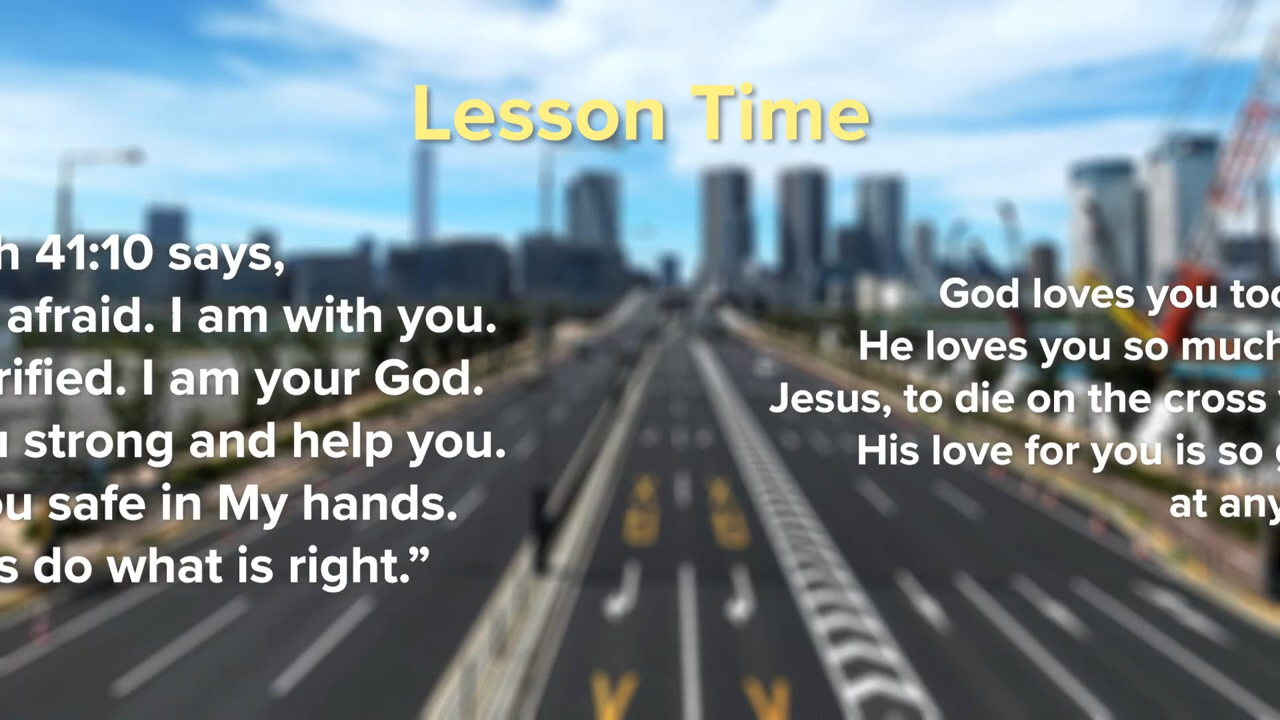 Lesson Time
h 41:10 says,
afraid. I am with you.
rified. I am your God.
u strong and help you.
ou safe in My hands.
s do what is right.”
God loves you too
He loves you so much
Jesus, to die on the cross
His love for you is so
at any